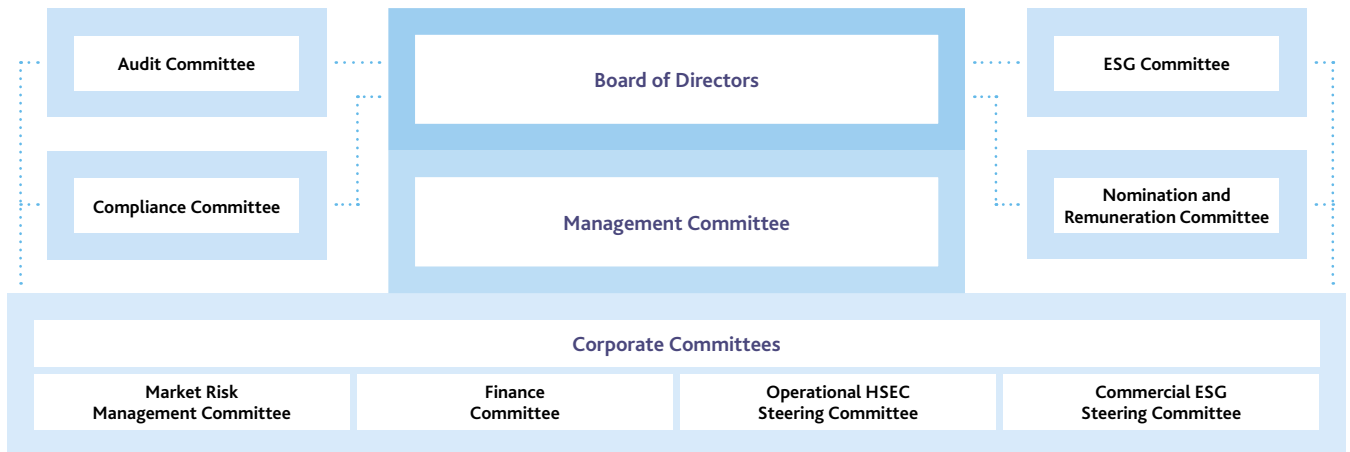 Audit Committee
Board of Directors
ESG Committee
Compliance Committee
Management Committee
Nomination and
Remuneration Committee
Corporate Committees
Market Risk
Management Committee
Finance
Committee
Operational HSEC
Steering Committee
Commercial ESG
Steering Committee